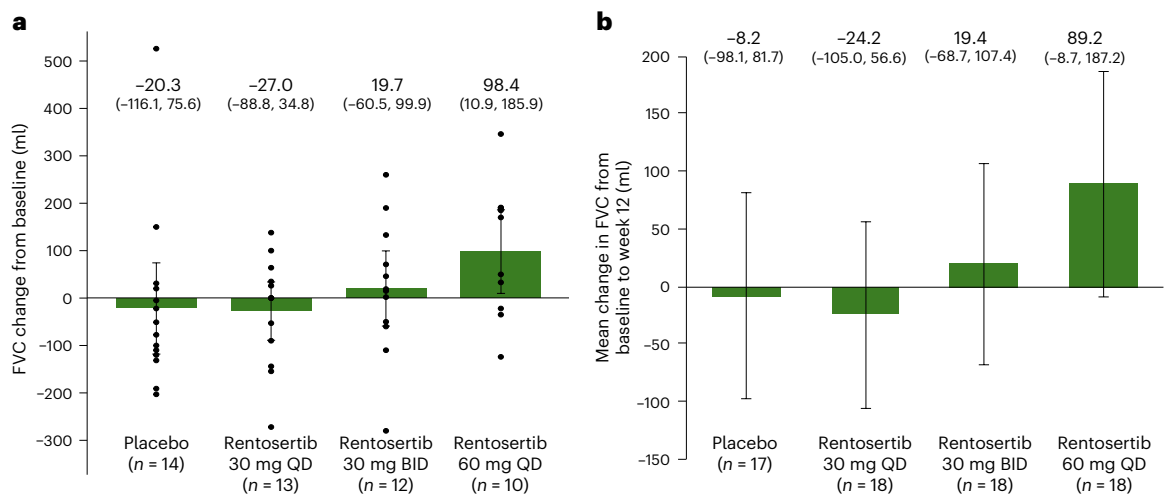 a
FVC change from baseline (ml)
500
400
300
200
100
0
−100
−200
−300
−20.3
(−116.1, 75.6)
−27.0
(−88.8, 34.8)
19.7
(−60.5, 99.9)
98.4
(10.9, 185.9)
Placebo
(n = 14)
Rentosertib
30 mg QD
(n = 13)
Rentosertib
30 mg BID
(n = 12)
Rentosertib
60 mg QD
(n = 10)
b
Mean change in FVC from
baseline to week 12 (ml)
200
150
100
50
0
−50
−100
−150
−8.2
(−98.1, 81.7)
−24.2
(−105.0, 56.6)
19.4
(−68.7, 107.4)
89.2
(−8.7, 187.2)
Placebo
(n = 17)
Rentosertib
30 mg QD
(n = 18)
Rentosertib
30 mg BID
(n = 18)
Rentosertib
60 mg QD
(n = 18)